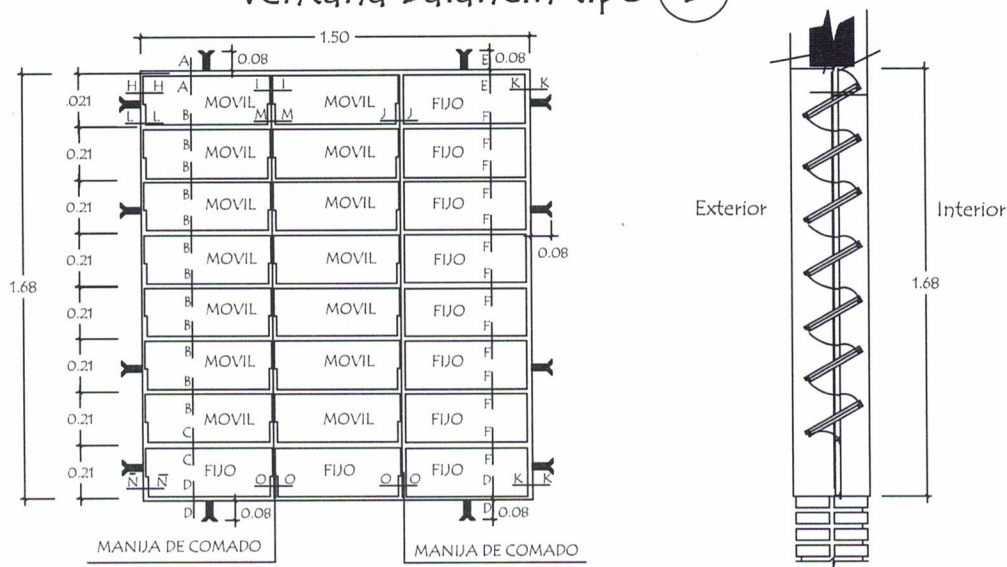 Ventana balancín tipo
1.50
A E
0.08 0.08
H H A I I E K K
.021 MOVIL MOVIL FIJO
L L B M M J J F
0.21 B MOVIL MOVIL FIJO F
B F
0.21 B MOVIL MOVIL FIJO F
B F
0.08
0.21 B MOVIL MOVIL FIJO F
B F
1.68
0.21 B MOVIL MOVIL FIJO F
B F
0.21 B MOVIL MOVIL FIJO F
B F
0.21 B MOVIL MOVIL FIJO F
C F
0.21 C FIJO FIJO FIJO F
Ñ Ñ D O O O O D K K
D 0.08 D 0.08
MANIJA DE COMADO MANIJA DE COMADO
Exterior Interior
1.68